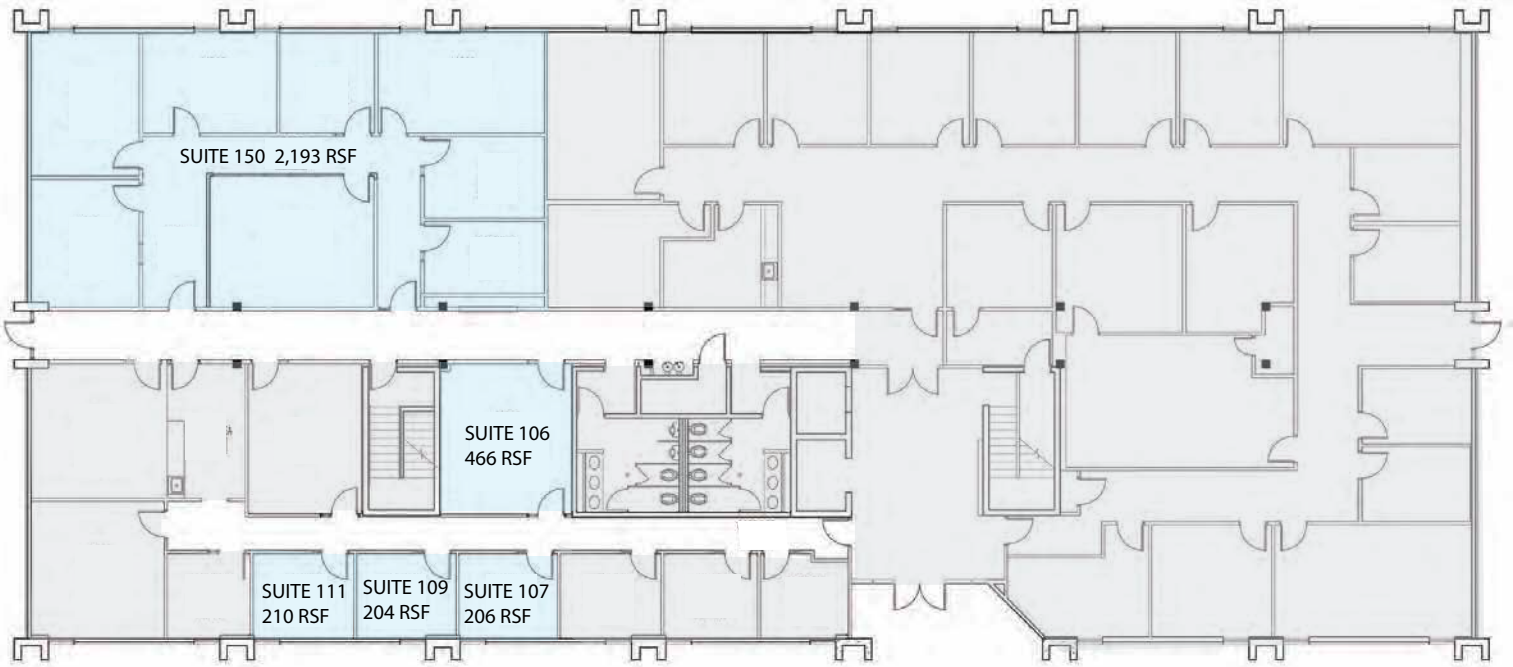 SUITE 150 2,193 RSF
SUITE 106
466 RSF
SUITE 111
210 RSF
SUITE 109
204 RSF
SUITE 107
206 RSF